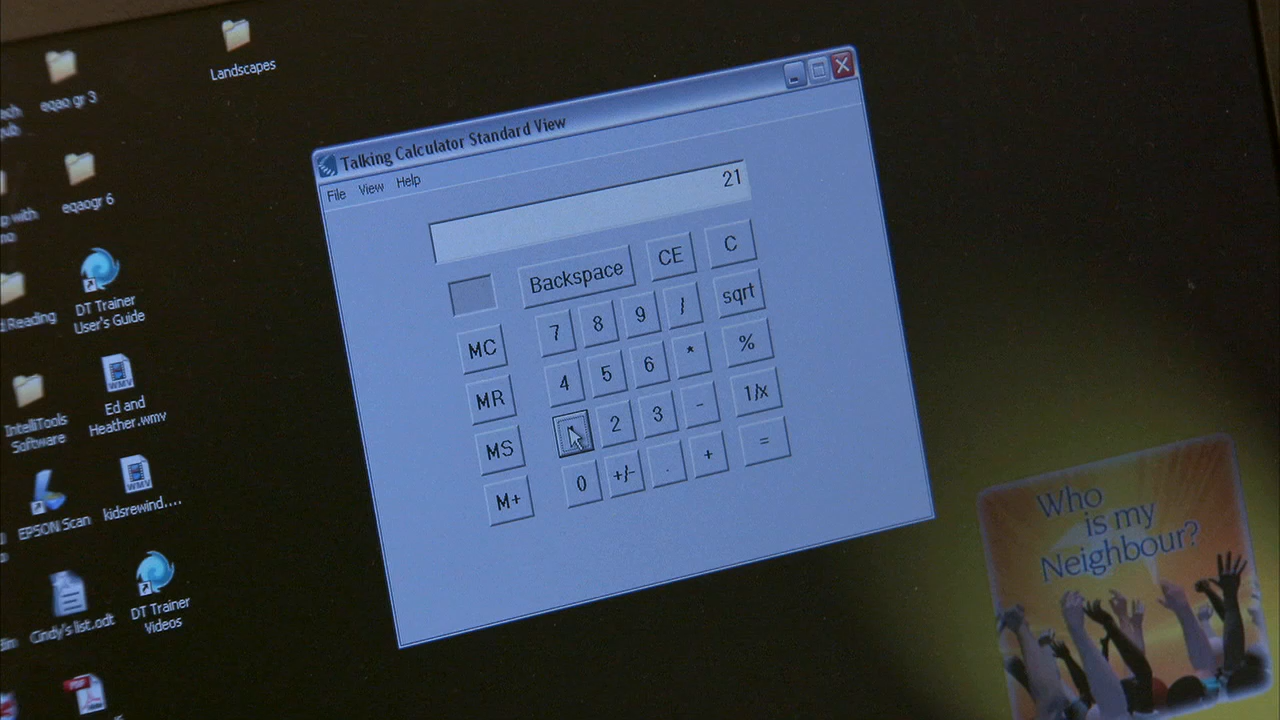 Landscapes
eqao gr 3
eqaogr 6
DT Trainer
User's Guide
Reading
Ed and
Heather.wmv
IntelliTools
Software
kidsrewind....
EPSON Scan
Cindy's list.odt
DT Trainer
Videos
Talking Calculator Standard View
File View Help
21
Backspace CE C
MC 7 8 9 / sqrt
MR 4 5 6 * %
MS 2 3 - 1/x
M+ 0 +/- . + =
Who
is my
Neighbour?